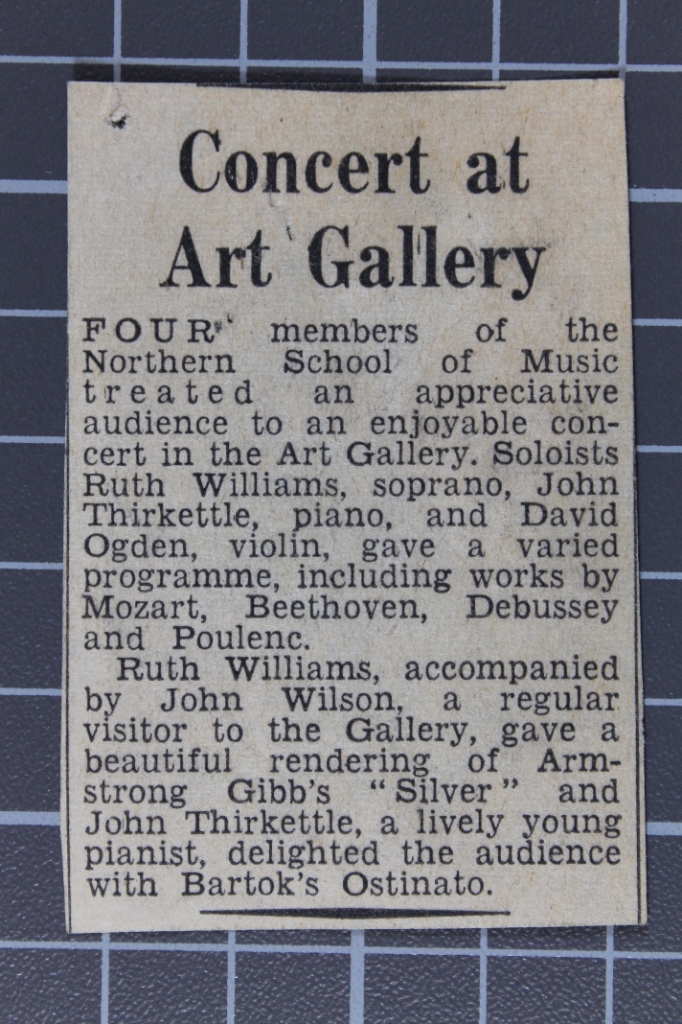 Concert at
Art Gallery
FOUR members of the
Northern School of Music
treated an appreciative
audience to an enjoyable con-
cert in the Art Gallery. Soloists
Ruth Williams, soprano, John
Thirkettle, piano, and David
Ogden, violin, gave a varied
programme, including works by
Mozart, Beethoven, Debussey
and Poulenc.
Ruth Williams, accompanied
by John Wilson, a regular
visitor to the Gallery, gave a
beautiful rendering of Arm-
strong Gibb's "Silver" and
John Thirkettle, a lively young
pianist, delighted the audience
with Bartok's Ostinato.